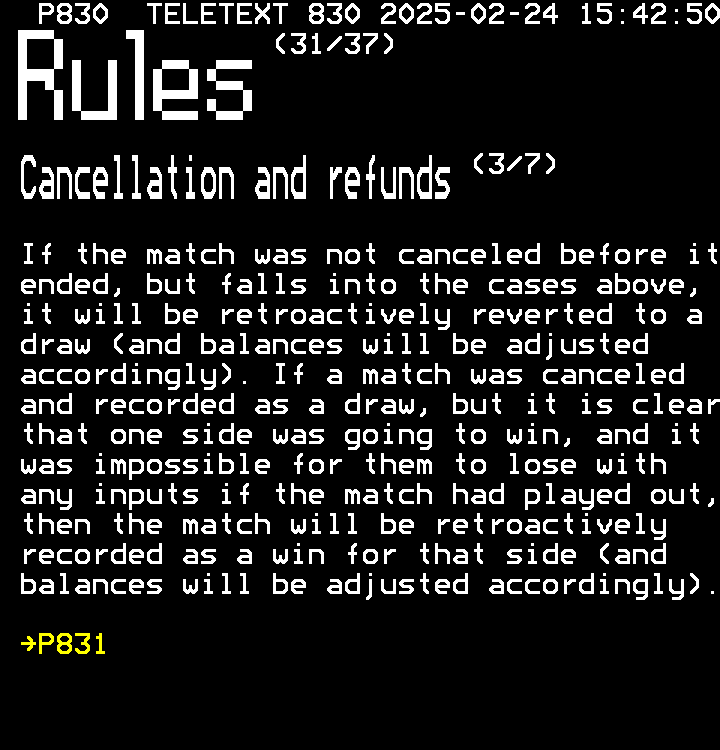 P830 TELETEXT 830 2025-02-24 15:42:50
Rules (31/37)
Cancellation and refunds (3/7)
If the match was not canceled before it
ended, but falls into the cases above,
it will be retroactively reverted to a
draw (and balances will be adjusted
accordingly). If a match was canceled
and recorded as a draw, but it is clear
that one side was going to win, and it
was impossible for them to lose with
any inputs if the match had played out,
then the match will be retroactively
recorded as a win for that side (and
balances will be adjusted accordingly).
→P831